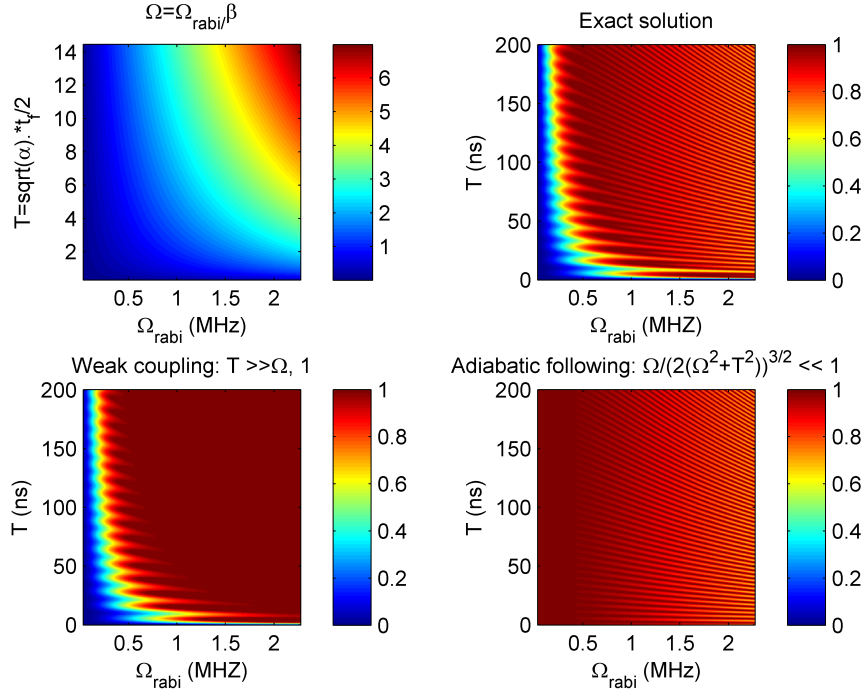 Ω=Ω_rabi/β
14
12
10
8
6
4
2
T=sqrt(α).*t_f/2
0.5 1 1.5 2
Ω_rabi (MHz)
6
5
4
3
2
1
Exact solution
200
150
100
50
0
T (ns)
0.5 1 1.5 2
Ω_rabi (MHZ)
1
0.8
0.6
0.4
0.2
0
Weak coupling: T >>Ω, 1
200
150
100
50
0
T (ns)
0.5 1 1.5 2
Ω_rabi (MHZ)
1
0.8
0.6
0.4
0.2
0
Adiabatic following: Ω/(2(Ω²+T²))^3/2 << 1
200
150
100
50
0
T (ns)
0.5 1 1.5 2
Ω_rabi (MHz)
1
0.8
0.6
0.4
0.2
0